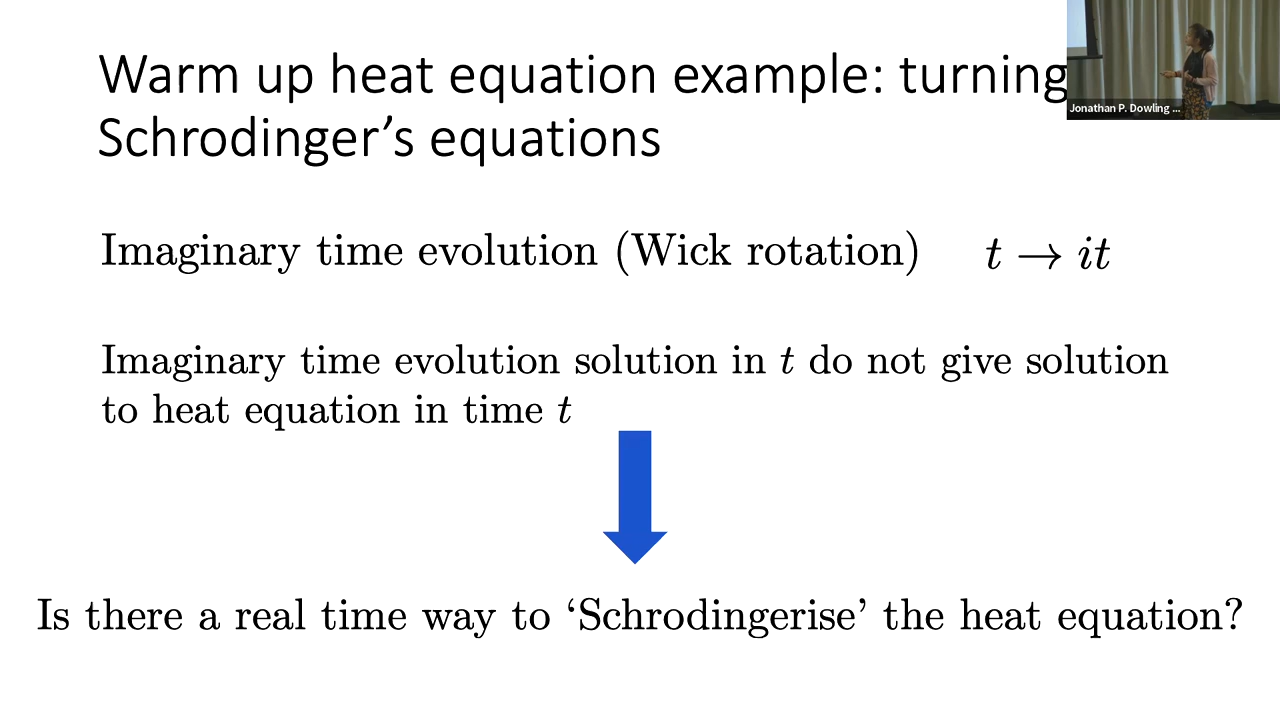 Warm up heat equation example: turning
Jonathan P. Dowling ...
Schrodinger’s equations
Imaginary time evolution (Wick rotation) t → it
Imaginary time evolution solution in t do not give solution
to heat equation in time t
Is there a real time way to ‘Schrodingerise’ the heat equation?